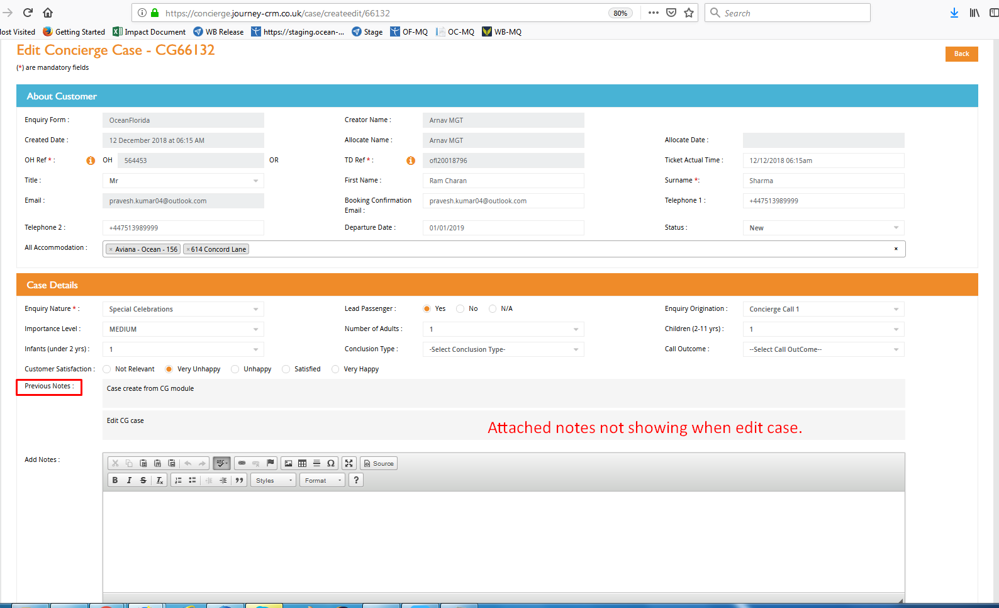 https://concierge.journey-crm.co.uk/case/createedit/66132 80% Search
ost Visited Getting Started Impact Document WB Release https://staging.ocean-... Stage OF-MQ OC-MQ WB-MQ
Edit Concierge Case - CG66132
Back
(*) are mandatory fields
About Customer
Enquiry Form : OceanFlorida Creator Name : Arnav MGT
Created Date : 12 December 2018 at 06:15 AM Allocate Name : Arnav MGT Allocate Date :
OH Ref * : OH 564453 OR TD Ref * : ofl20018796 Ticket Actual Time : 12/12/2018 06:15am
Title : Mr First Name : Ram Charan Surname *: Sharma
Email : pravesh.kumar04@outlook.com Booking Confirmation Email : pravesh.kumar04@outlook.com Telephone 1 : +447513989999
Telephone 2 : +447513989999 Departure Date : 01/01/2019 Status : New
All Accommodation : × Aviana - Ocean - 156 × 614 Concord Lane ×
Case Details
Enquiry Nature * : Special Celebrations Lead Passenger : Yes No N/A Enquiry Origination : Concierge Call 1
Importance Level : MEDIUM Number of Adults : 1 Children (2-11 yrs) : 1
Infants (under 2 yrs) : 1 Conclusion Type : -Select Conclusion Type- Call Outcome : --Select Call OutCome--
Customer Satisfaction : Not Relevant Very Unhappy Unhappy Satisfied Very Happy
Previous Notes : Case create from CG module
Edit CG case
Attached notes not showing when edit case.
Add Notes :
ABC Ω Source
B I S Tx Styles Format ?